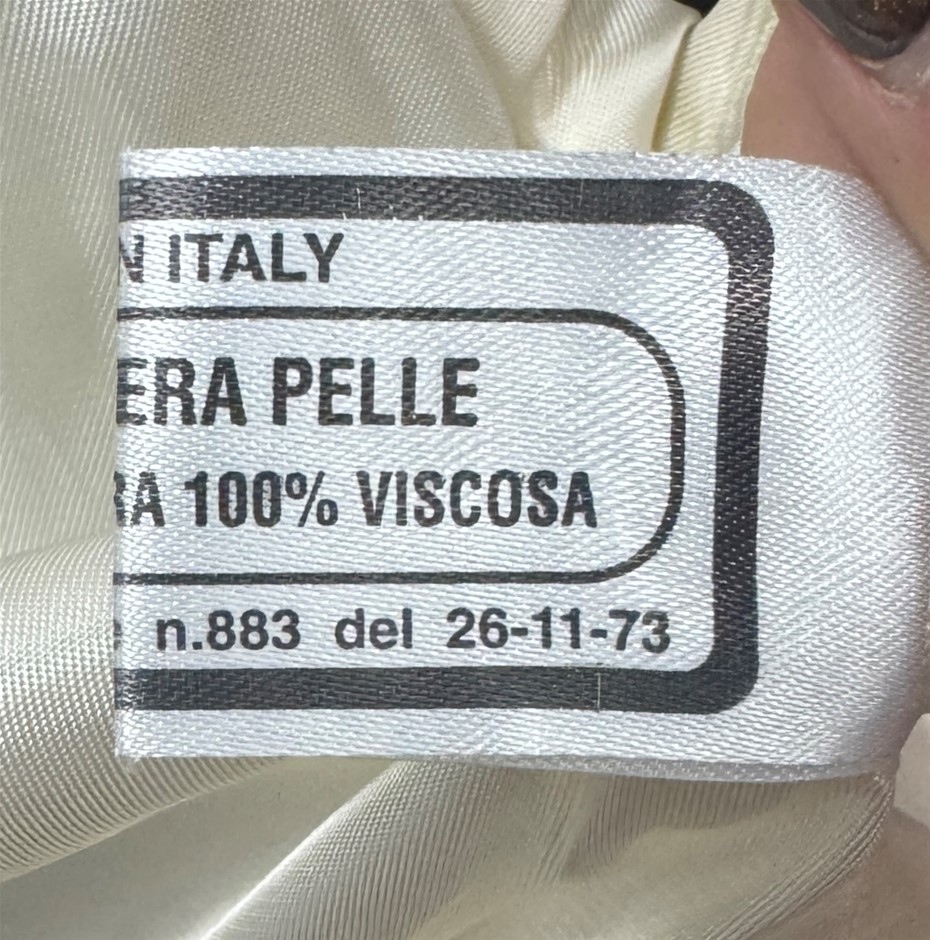 N ITALY
ERA PELLE
RA 100% VISCOSA
n.883 del 26-11-73